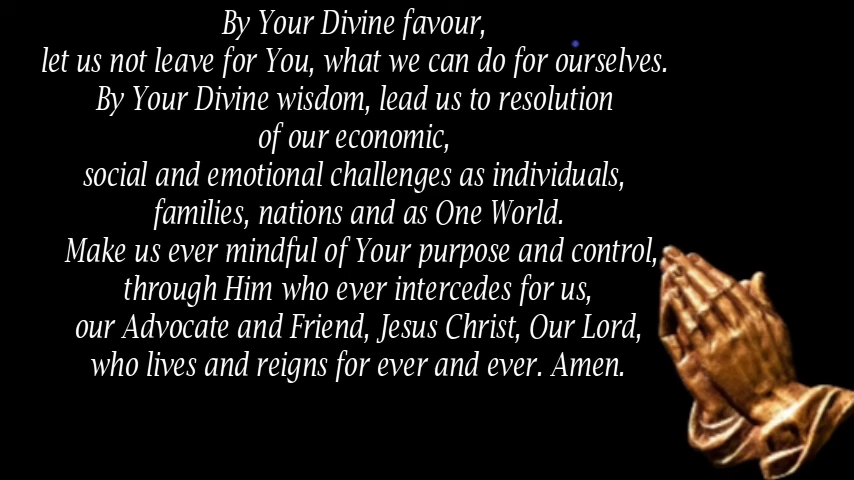 By Your Divine favour,
let us not leave for You, what we can do for ourselves.
By Your Divine wisdom, lead us to resolution
of our economic,
social and emotional challenges as individuals,
families, nations and as One World.
Make us ever mindful of Your purpose and control,
through Him who ever intercedes for us,
our Advocate and Friend, Jesus Christ, Our Lord,
who lives and reigns for ever and ever. Amen.